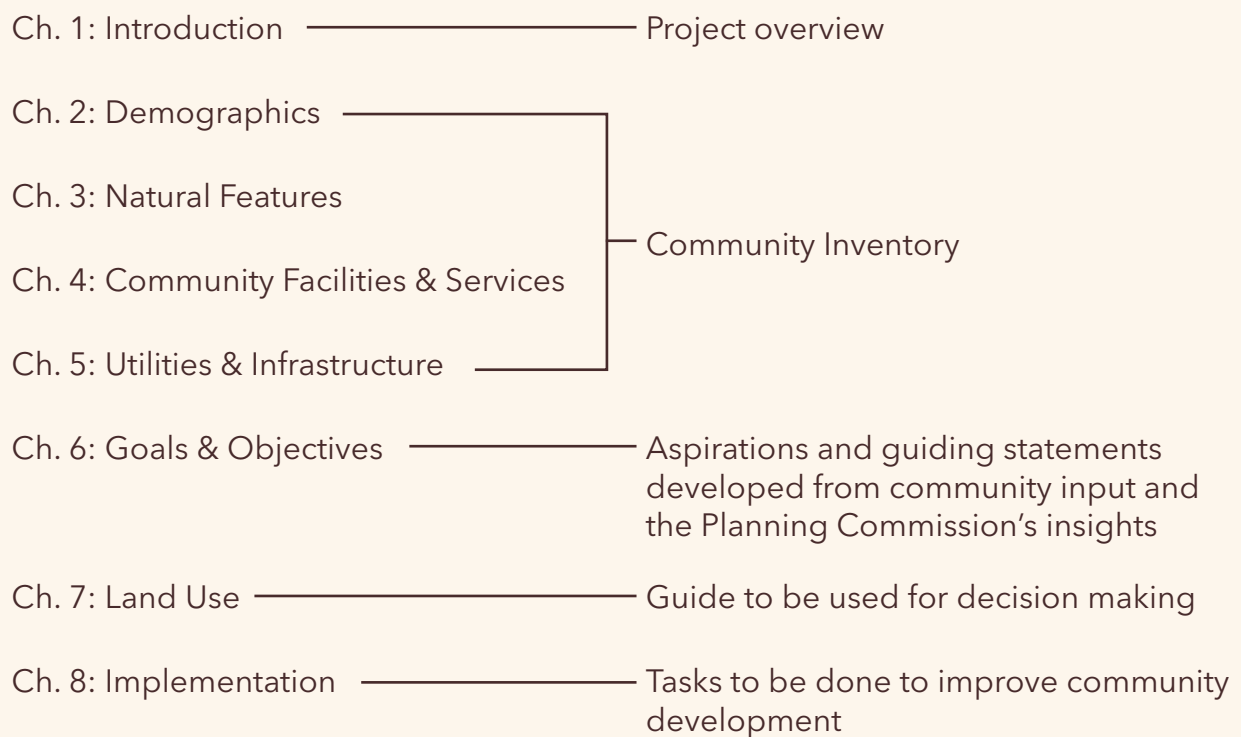 Ch. 1: Introduction
Project overview
Ch. 2: Demographics
Ch. 3: Natural Features
Community Inventory
Ch. 4: Community Facilities & Services
Ch. 5: Utilities & Infrastructure
Ch. 6: Goals & Objectives
Aspirations and guiding statements
developed from community input and
the Planning Commission’s insights
Ch. 7: Land Use
Guide to be used for decision making
Ch. 8: Implementation
Tasks to be done to improve community
development